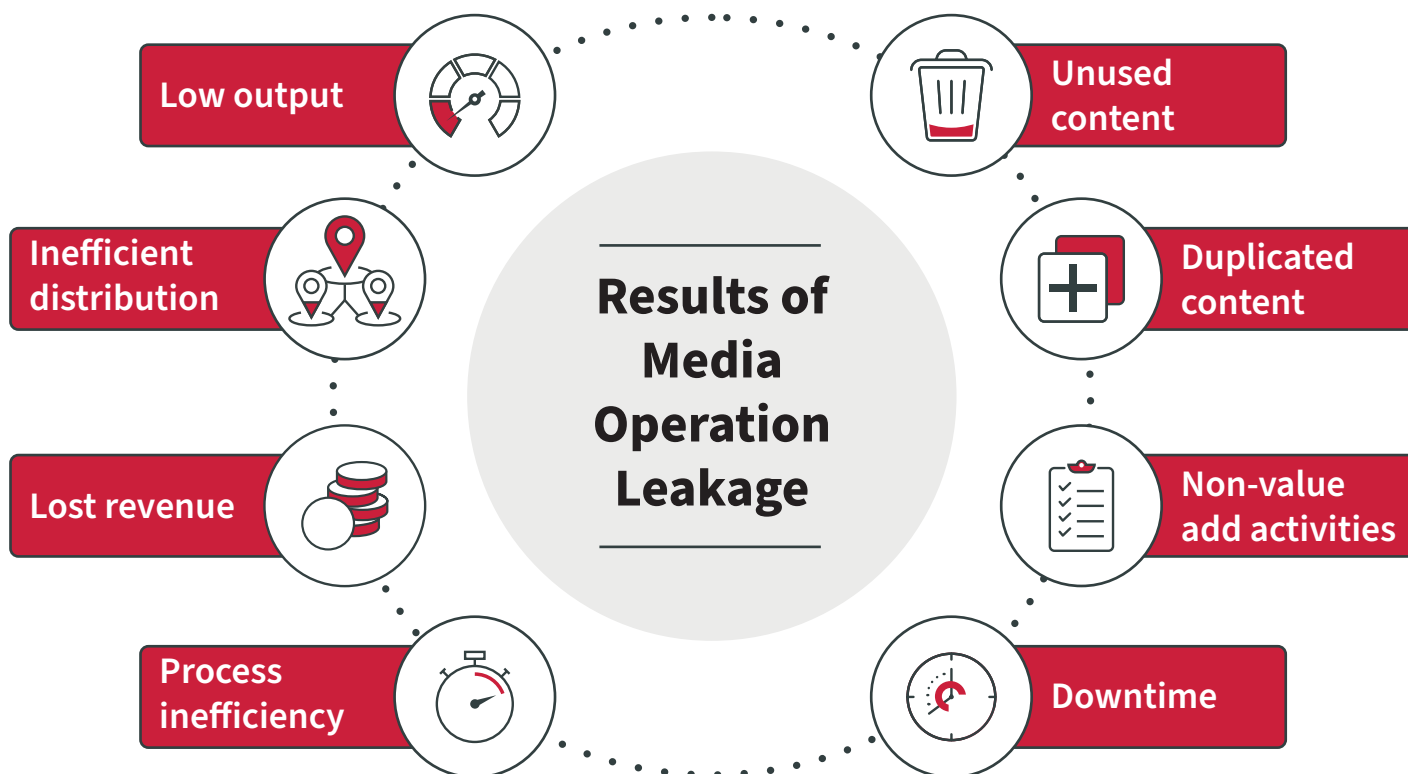 Low output
Unused
content
Inefficient
distribution
Duplicated
content
Results of
Media
Operation
Leakage
Lost revenue
Non-value
add activities
Process
inefficiency
Downtime